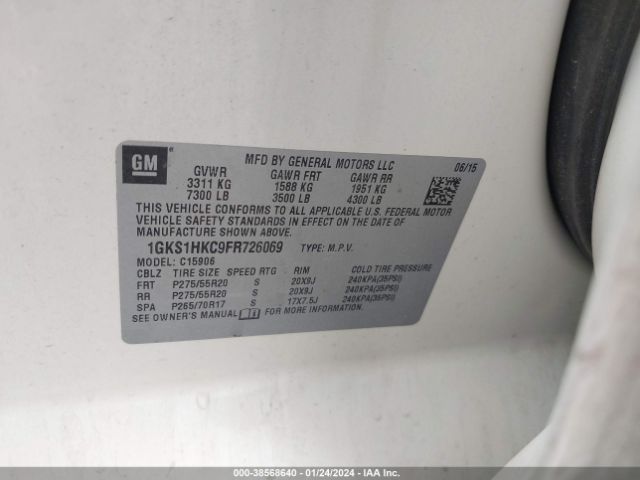 GM
MFD BY GENERAL MOTORS LLC 06/15
GVWR GAWR FRT GAWR RR
3311 KG 1588 KG 1951 KG
7300 LB 3500 LB 4300 LB
THIS VEHICLE CONFORMS TO ALL APPLICABLE U.S. FEDERAL MOTOR
VEHICLE SAFETY STANDARDS IN EFFECT ON THE DATE OF
MANUFACTURE SHOWN ABOVE.
1GKS1HKC9FR726069 TYPE: M.P.V.
MODEL: C15906
CBLZ TIRE SIZE SPEED RTG RIM COLD TIRE PRESSURE
FRT P275/55R20 S 20X9J 240KPA(35PSI)
RR P275/55R20 S 20X9J 240KPA(35PSI)
SPA P265/70R17 S 17X7.5J 240KPA(35PSI)
SEE OWNER'S MANUAL FOR MORE INFORMATION.
000-38568640 - 01/24/2024 - IAA Inc.